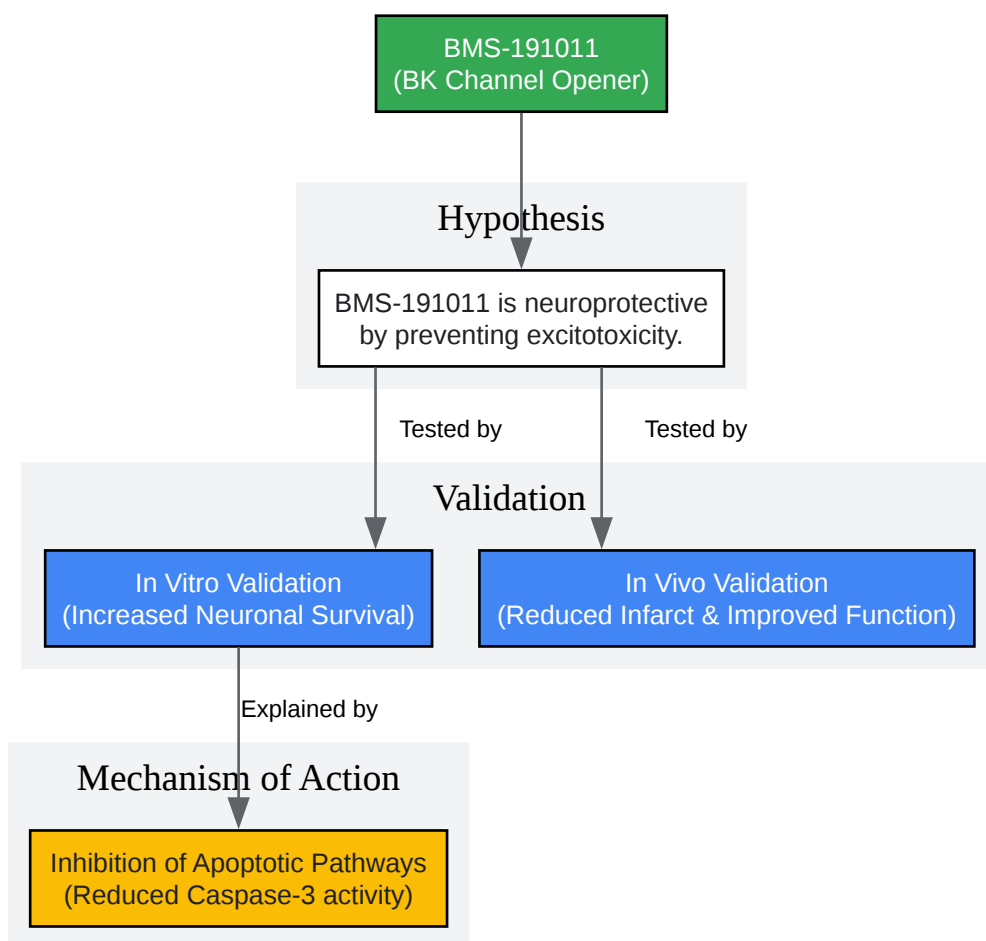 BMS-191011
(BK Channel Opener)
Hypothesis
BMS-191011 is neuroprotective
by preventing excitotoxicity.
Tested by
Tested by
Validation
In Vitro Validation
(Increased Neuronal Survival)
In Vivo Validation
(Reduced Infarct & Improved Function)
Explained by
Mechanism of Action
Inhibition of Apoptotic Pathways
(Reduced Caspase-3 activity)